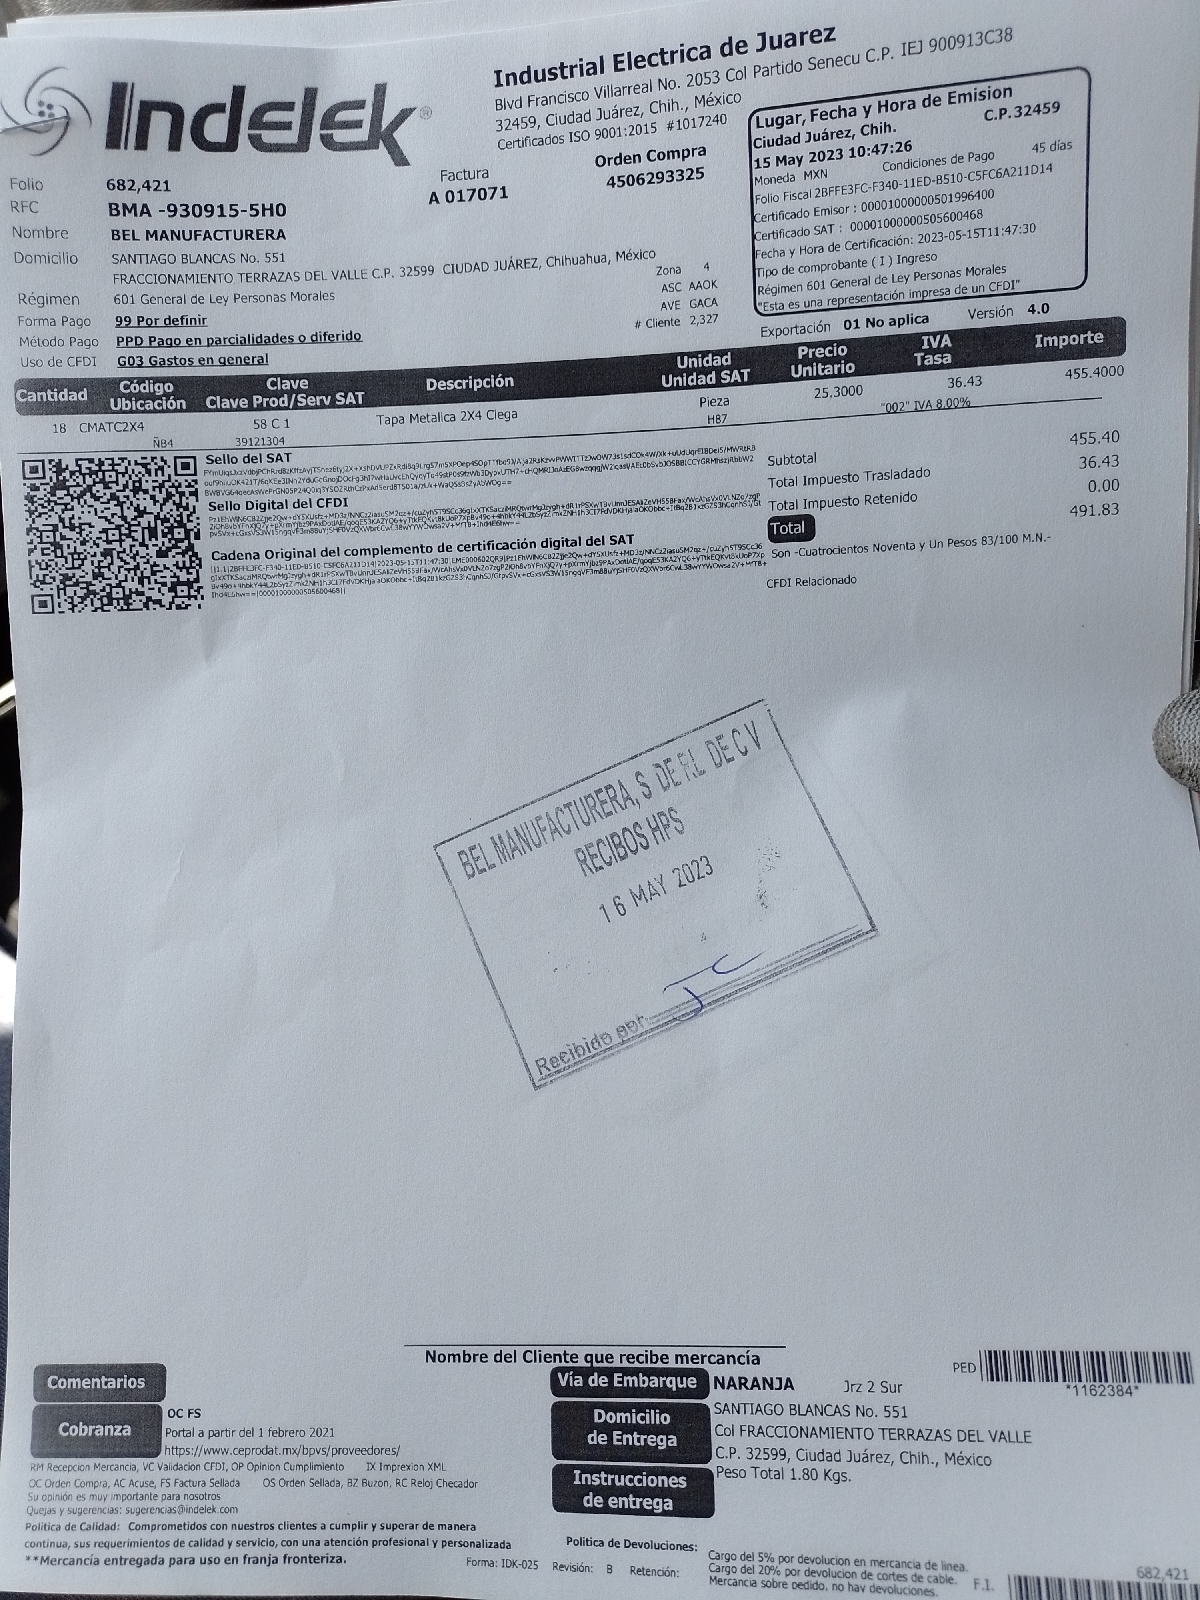 Indelek®
Industrial Electrica de Juarez
Blvd Francisco Villarreal No. 2053 Col Partido Senecu C.P. IEJ 900913C38
32459, Ciudad Juárez, Chih., México
Certificados ISO 9001:2015 #1017240
Lugar, Fecha y Hora de Emision
Ciudad Juárez, Chih. C.P. 32459
15 May 2023 10:47:26
Moneda MXN Condiciones de Pago 45 días
Folio Fiscal 2BFFE3FC-F340-11ED-B510-C5FC6A211D14
Certificado Emisor : 00001000000501996400
Certificado SAT : 00001000000505600468
Fecha y Hora de Certificación: 2023-05-15T11:47:30
Tipo de comprobante ( I ) Ingreso
Régimen 601 General de Ley Personas Morales
"Esta es una representación impresa de un CFDI"
Factura Orden Compra
A 017071 4506293325
Folio 682,421
RFC BMA -930915-5H0
Nombre BEL MANUFACTURERA
Domicilio SANTIAGO BLANCAS No. 551
FRACCIONAMIENTO TERRAZAS DEL VALLE C.P. 32599 CIUDAD JUÁREZ, Chihuahua, México
Régimen 601 General de Ley Personas Morales
Forma Pago 99 Por definir
Método Pago PPD Pago en parcialidades o diferido
Uso de CFDI G03 Gastos en general
Zona 4
ASC AAOK
AVE GACA
# Cliente 2,327
Exportación 01 No aplica Versión 4.0
Cantidad Código Ubicación Clave Clave Prod/Serv SAT Descripción Unidad Unidad SAT Precio Unitario IVA Tasa Importe
18 CMATC2X4 58 C 1 Tapa Metalica 2X4 Ciega Pieza 25.3000 36.43 455.4000
ÑB4 39121304 H87 "002" IVA 8.00%
Sello del SAT
Sello Digital del CFDI
Cadena Original del complemento de certificación digital del SAT
Subtotal 455.40
Total Impuesto Trasladado 36.43
Total Impuesto Retenido 0.00
Total 491.83
Son -Cuatrocientos Noventa y Un Pesos 83/100 M.N.-
CFDI Relacionado
BEL MANUFACTURERA, S DE R.L DE C V
RECIBOS HPS
16 MAY 2023
Recibido por:
Nombre del Cliente que recibe mercancía
Comentarios
Cobranza
OC FS
Portal a partir del 1 febrero 2021
https://www.ceprodat.mx/bpvs/proveedores/
RM Recepcion Mercancia, VC Validacion CFDI, OP Opinion Cumplimiento IX Imprexion XML
OC Orden Compra, AC Acuse, FS Factura Sellada OS Orden Sellada, BZ Buzon, RC Reloj Checador
Su opinión es muy importante para nosotros
Quejas y sugerencias: sugerencias@indelek.com
Politica de Calidad: Comprometidos con nuestros clientes a cumplir y superar de manera
continua, sus requerimientos de calidad y servicio, con una atención profesional y personalizada
**Mercancía entregada para uso en franja fronteriza.
Vía de Embarque NARANJA Jrz 2 Sur
PED *1162384*
Domicilio de Entrega
SANTIAGO BLANCAS No. 551
Col FRACCIONAMIENTO TERRAZAS DEL VALLE
C.P. 32599, Ciudad Juárez, Chih., México
Instrucciones de entrega
Peso Total 1.80 Kgs.
Forma: IDK-025 Revisión: B Retención:
Politica de Devoluciones:
Cargo del 5% por devolucion en mercancia de linea.
Cargo del 20% por devolucion de cortes de cable.
Mercancia sobre pedido, no hay devoluciones.
F.I. 682,421